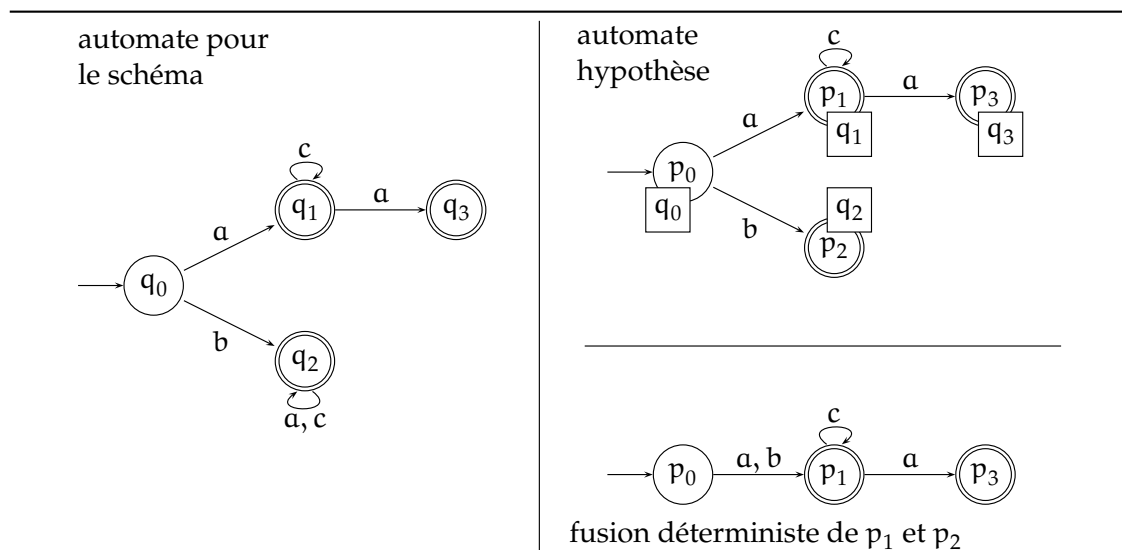 automate pour
le schéma
c
q₁
a
q₃
a
q₀
b
q₂
a, c
automate
hypothèse
c
p₁
a
p₃
q₁
q₃
a
p₀
q₀
b
q₂
p₂
c
p₀
a, b
p₁
a
p₃
fusion déterministe de p₁ et p₂